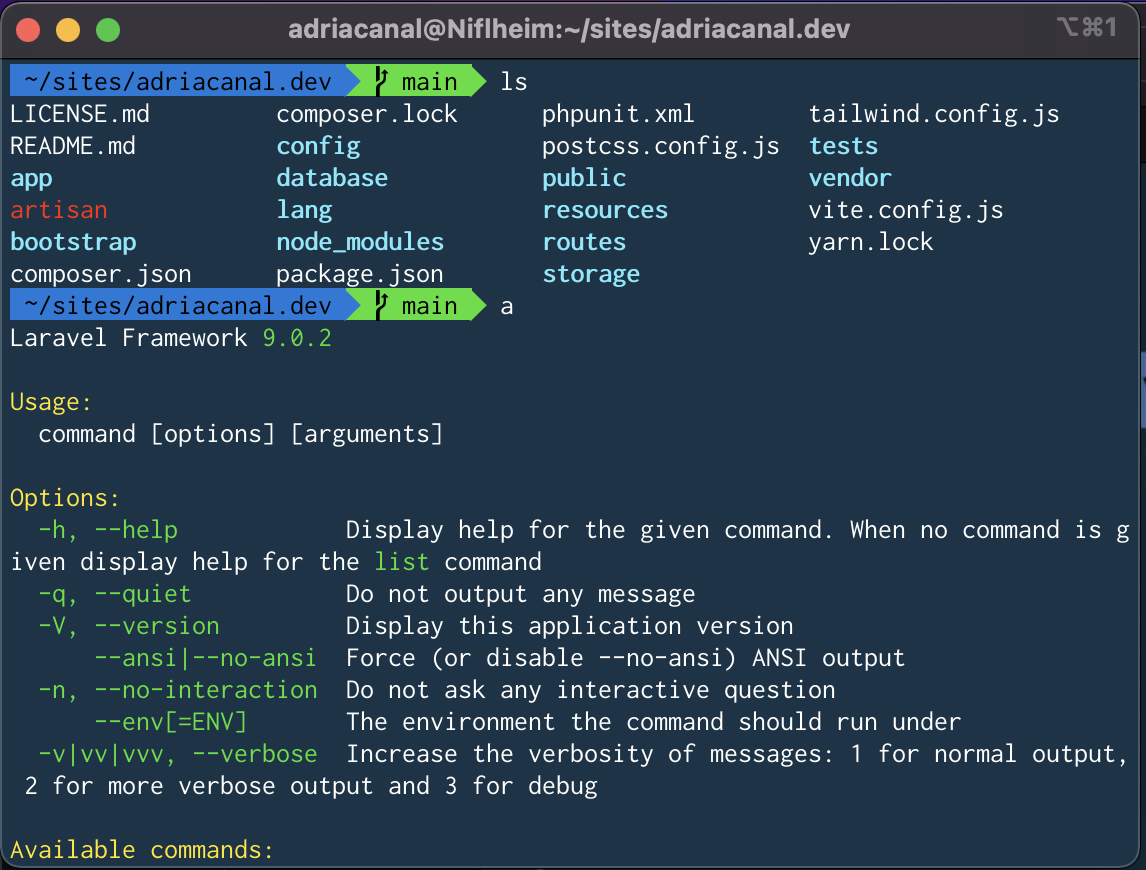 adriacanal@Niflheim:~/sites/adriacanal.dev ⌥⌘1
~/sites/adriacanal.dev main ls
LICENSE.md composer.lock phpunit.xml tailwind.config.js
README.md config postcss.config.js tests
app database public vendor
artisan lang resources vite.config.js
bootstrap node_modules routes yarn.lock
composer.json package.json storage
~/sites/adriacanal.dev main a
Laravel Framework 9.0.2
Usage:
command [options] [arguments]
Options:
-h, --help Display help for the given command. When no command is g
iven display help for the list command
-q, --quiet Do not output any message
-V, --version Display this application version
--ansi|--no-ansi Force (or disable --no-ansi) ANSI output
-n, --no-interaction Do not ask any interactive question
--env[=ENV] The environment the command should run under
-v|vv|vvv, --verbose Increase the verbosity of messages: 1 for normal output,
2 for more verbose output and 3 for debug
Available commands: